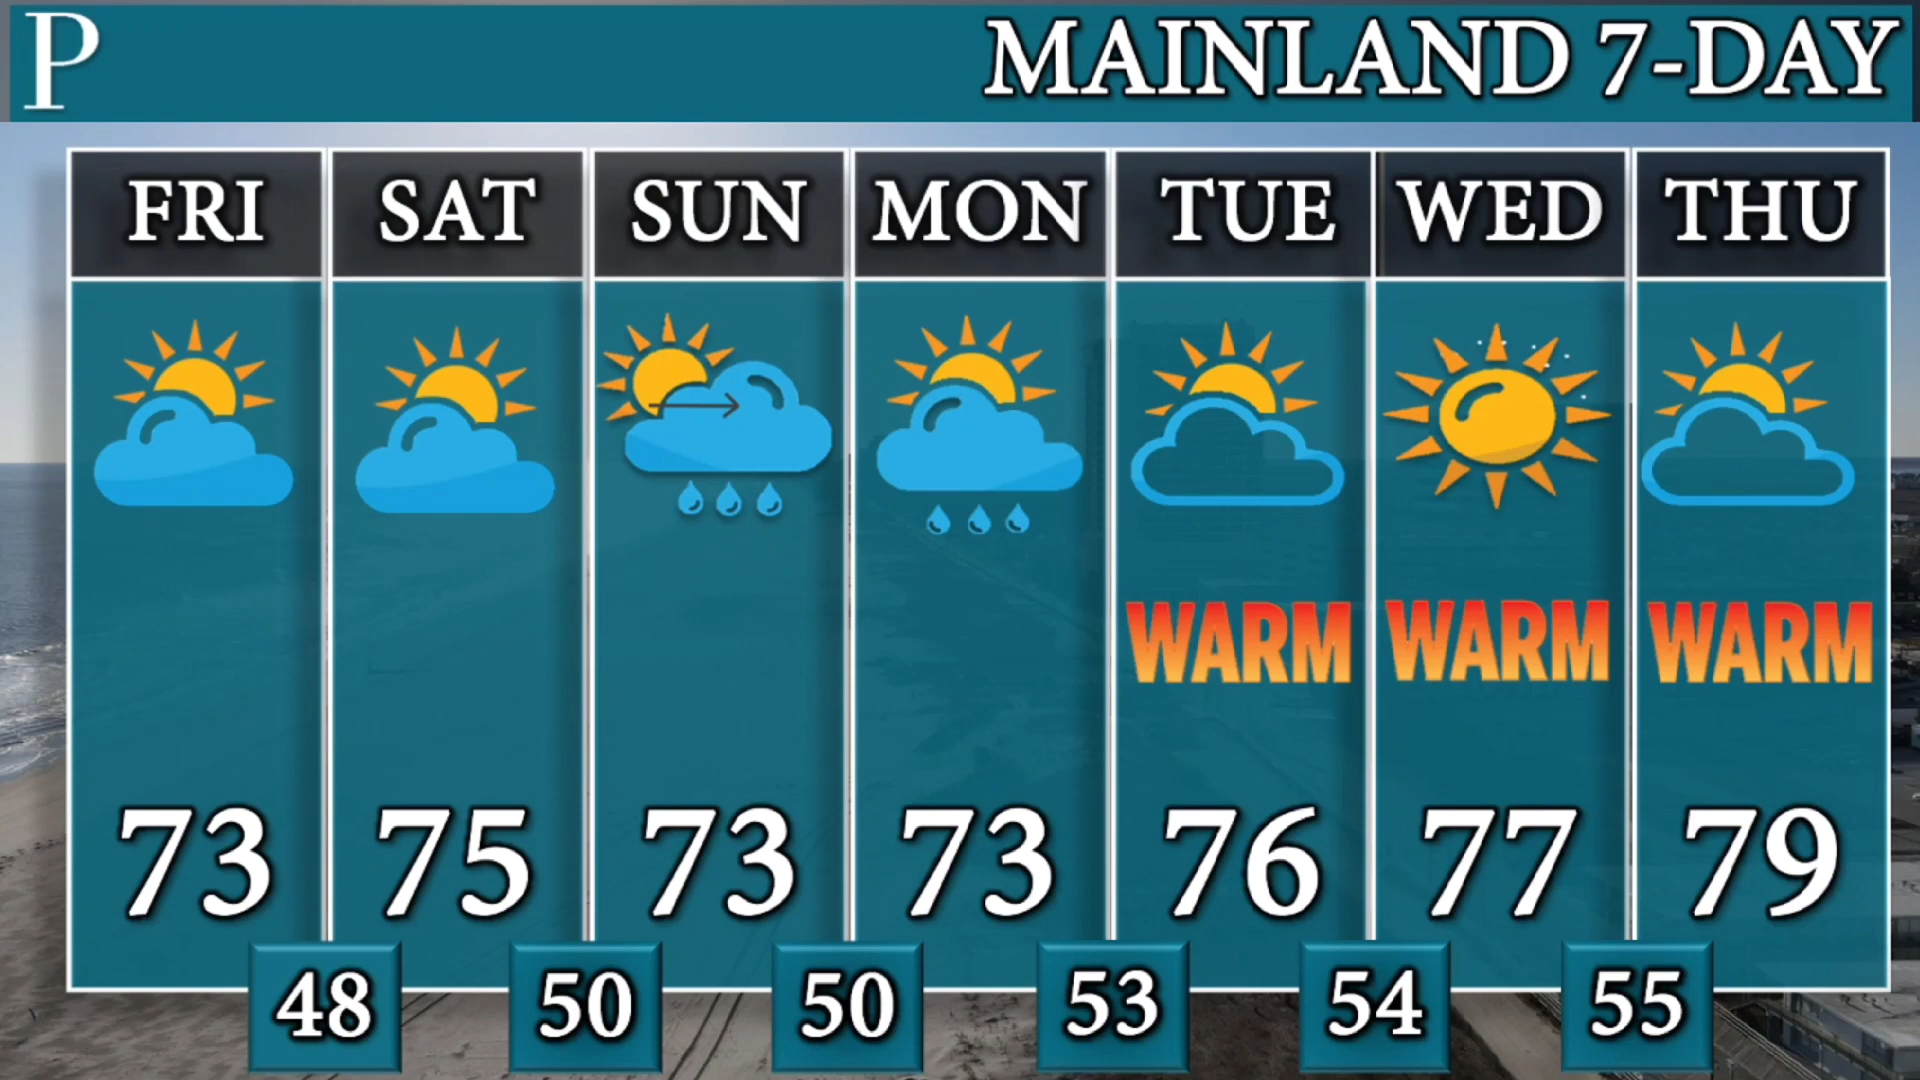 P
MAINLAND 7-DAY
FRI SAT SUN MON TUE WED THU
WARM WARM WARM
73 75 73 73 76 77 79
48 50 50 53 54 55